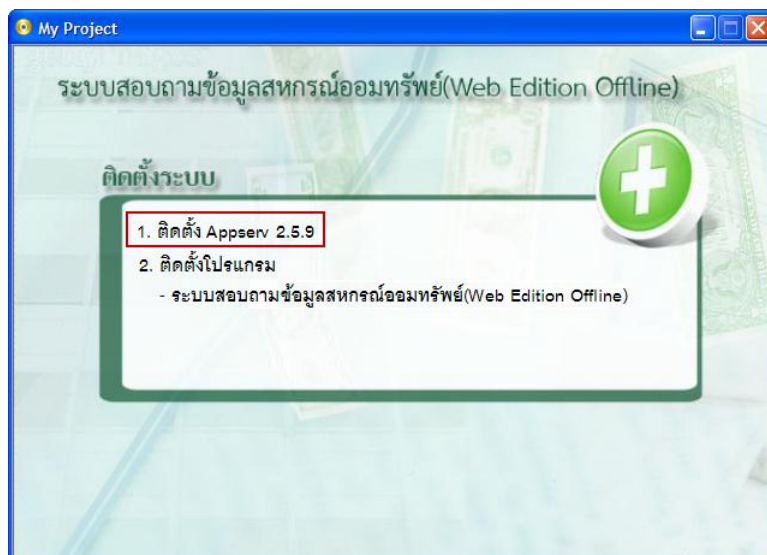 My Project
ระบบสอบถามข้อมูลสหกรณ์ออมทรัพย์(Web Edition Offline)
ติดตั้งระบบ
1. ติดตั้ง Appserv 2.5.9
2. ติดตั้งโปรแกรม
- ระบบสอบถามข้อมูลสหกรณ์ออมทรัพย์(Web Edition Offline)